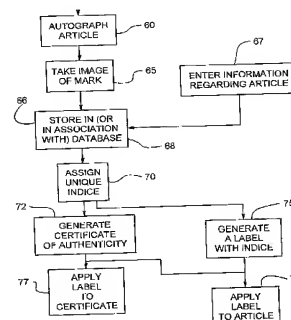 AUTOGRAPH
ARTICLE
60
TAKE IMAGE
OF MARK
65
67
ENTER INFORMATION
REGARDING ARTICLE
66
STORE IN (OR
IN ASSOCIATION
WITH) DATABASE
68
ASSIGN
UNIQUE
INDICE
70
72
GENERATE
CERTIFICATE
OF AUTHENTICITY
75
GENERATE
A LABEL
WITH INDICE
77
APPLY
LABEL
TO
CERTIFICATE
APPLY
LABEL
TO ARTICLE